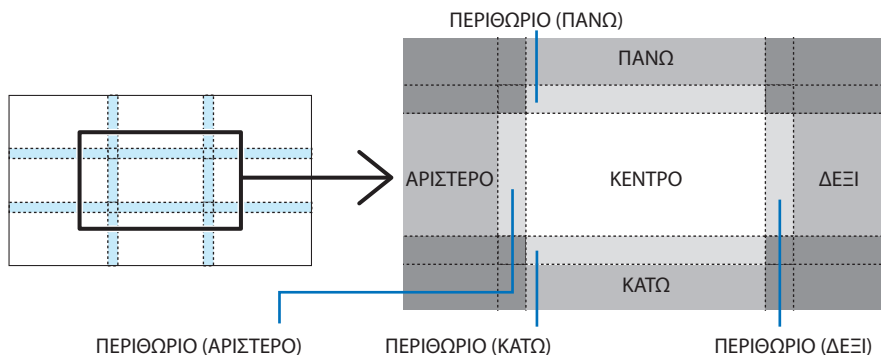 ΠΕΡΙΘΩΡΙΟ (ΠΑΝΩ)
ΠΑΝΩ
ΑΡΙΣΤΕΡΟ
ΚΕΝΤΡΟ
ΔΕΞΙ
ΚΑΤΩ
ΠΕΡΙΘΩΡΙΟ (ΑΡΙΣΤΕΡΟ)
ΠΕΡΙΘΩΡΙΟ (ΚΑΤΩ)
ΠΕΡΙΘΩΡΙΟ (ΔΕΞΙ)